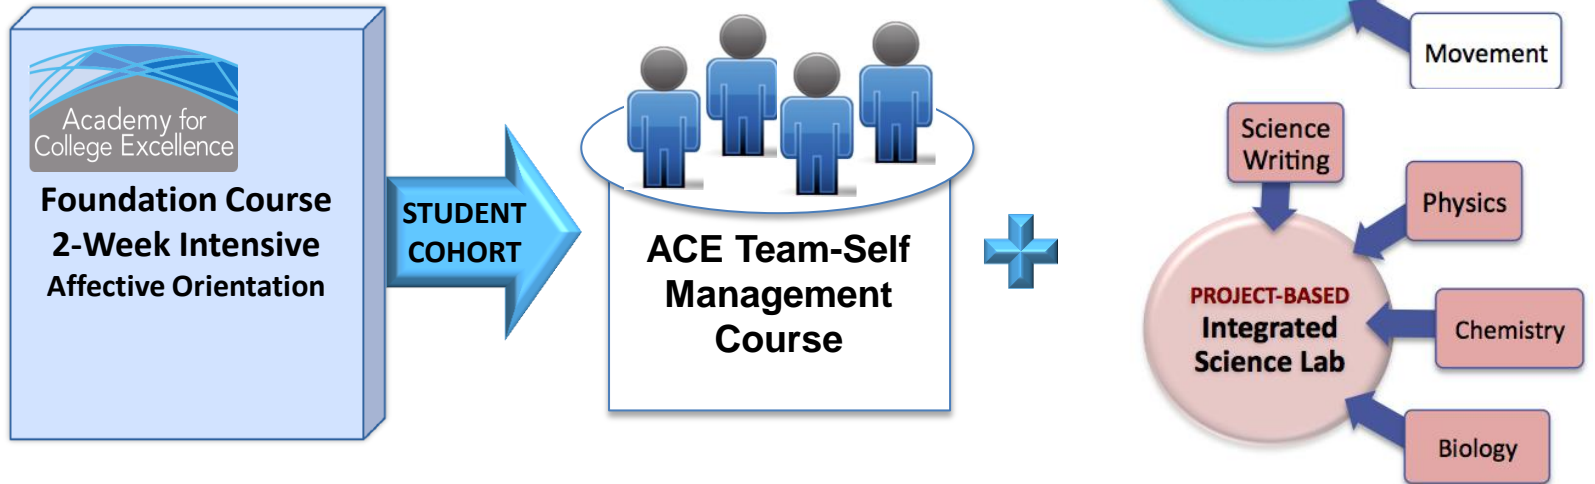 Academy for
College Excellence
Foundation Course
2-Week Intensive
Affective Orientation
STUDENT
COHORT
ACE Team-Self
Management
Course
Movement
Science
Writing
Physics
PROJECT-BASED
Integrated
Science Lab
Chemistry
Biology